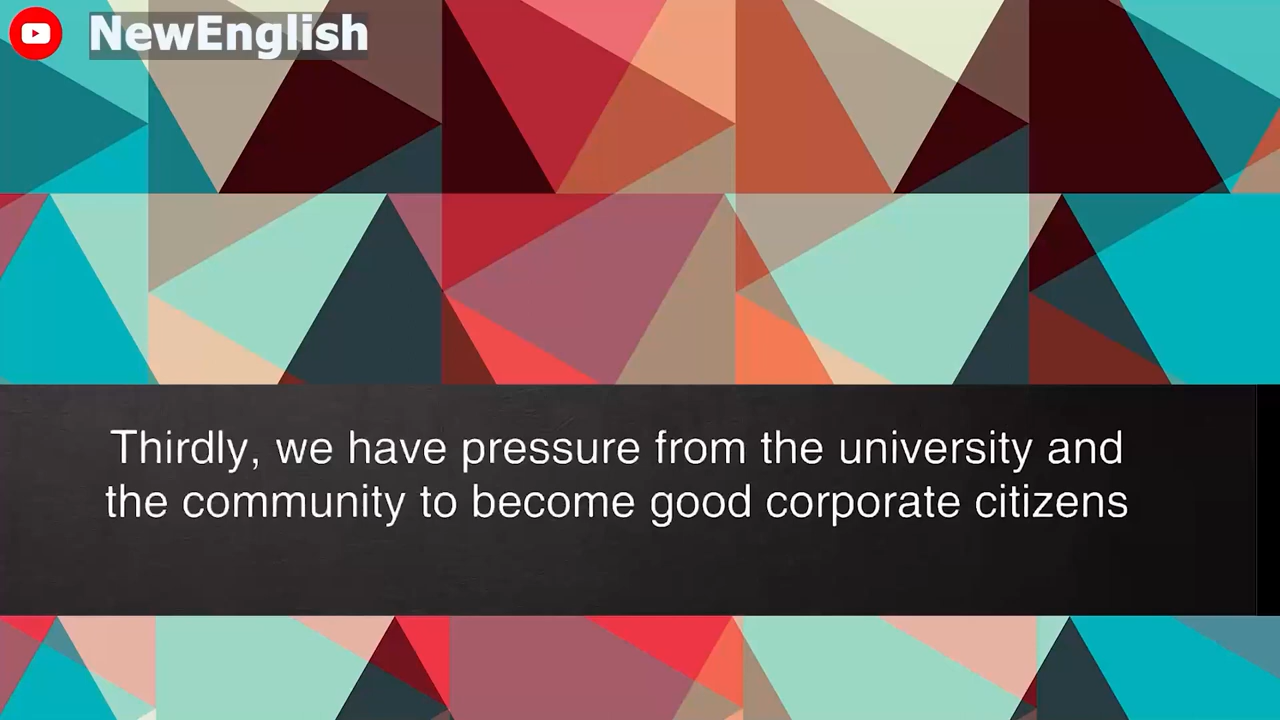 NewEnglish
Thirdly, we have pressure from the university and
the community to become good corporate citizens